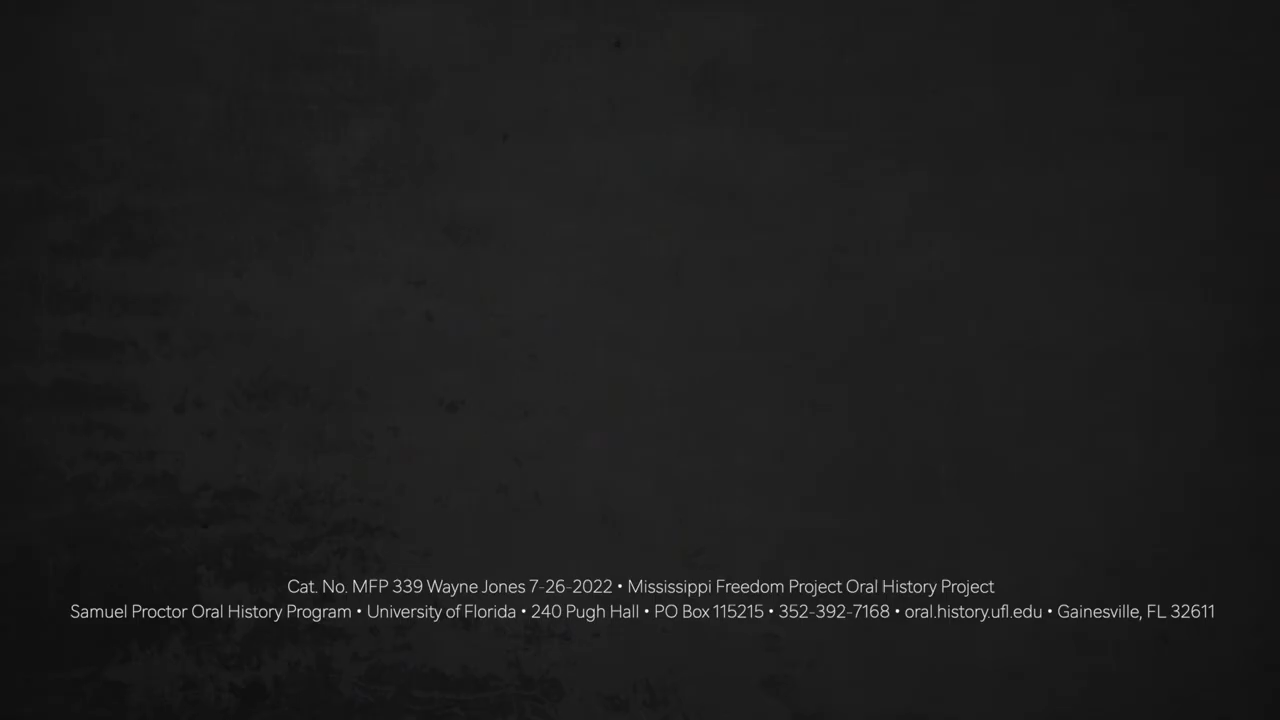 Cat. No. MFP 339 Wayne Jones 7-26-2022 • Mississippi Freedom Project Oral History Project
Samuel Proctor Oral History Program • University of Florida • 240 Pugh Hall • PO Box 115215 • 352-392-7168 • oral.history.ufl.edu • Gainesville, FL 32611